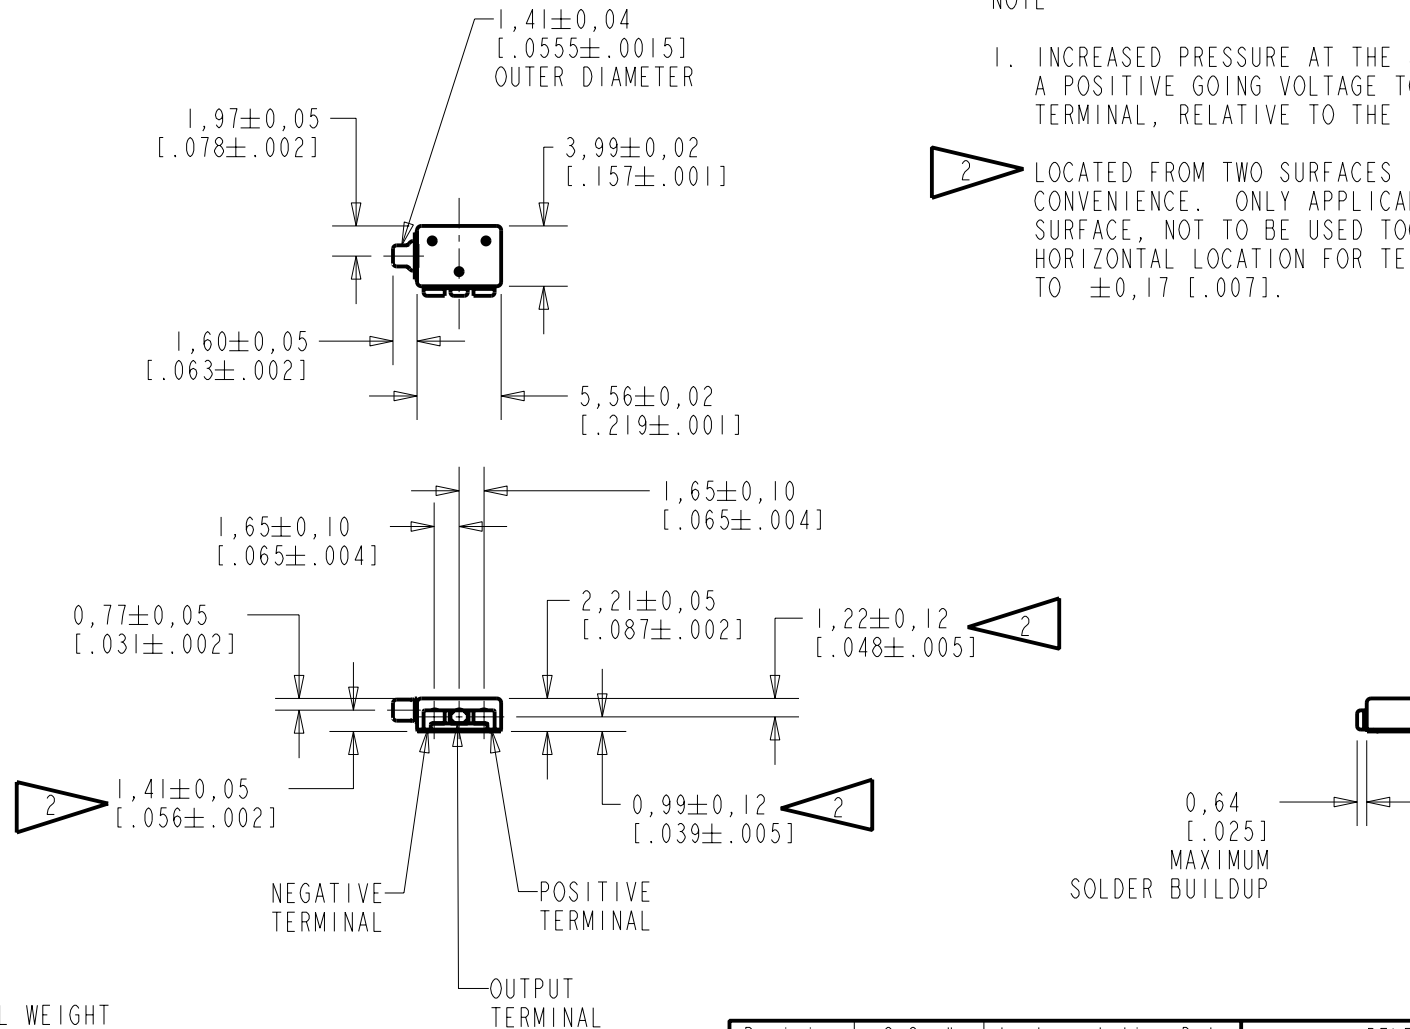 1,41±0,04
[.0555±.0015]
OUTER DIAMETER
1,97±0,05
[.078±.002]
3,99±0,02
[.157±.001]
1,60±0,05
[.063±.002]
5,56±0,02
[.219±.001]
NOTE
1. INCREASED PRESSURE AT THE
A POSITIVE GOING VOLTAGE TO
TERMINAL, RELATIVE TO THE
2 LOCATED FROM TWO SURFACES
CONVENIENCE. ONLY APPLICA
SURFACE, NOT TO BE USED TO
HORIZONTAL LOCATION FOR TE
TO ±0,17 [.007].
1,65±0,10
[.065±.004]
1,65±0,10
[.065±.004]
0,77±0,05
[.031±.002]
2,21±0,05
[.087±.002]
1,22±0,12
[.048±.005]
2
2
1,41±0,05
[.056±.002]
0,99±0,12
[.039±.005]
2
NEGATIVE
TERMINAL
POSITIVE
TERMINAL
OUTPUT
TERMINAL
0,64
[.025]
MAXIMUM
SOLDER BUILDUP
L WEIGHT